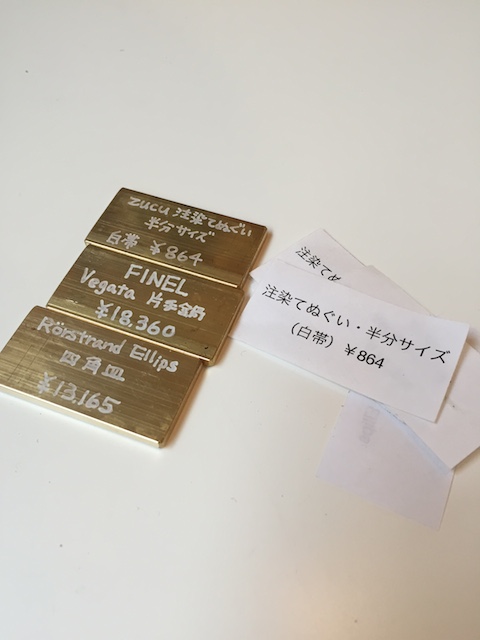 zucu 注染てぬぐい
半分サイズ
白帯 ￥864
FINEL
Vegata 片手鍋
￥18,360
Rörstrand Ellips
四角皿
￥13,165
注染てぬ
注染てぬぐい・半分サイズ
（白帯）￥864